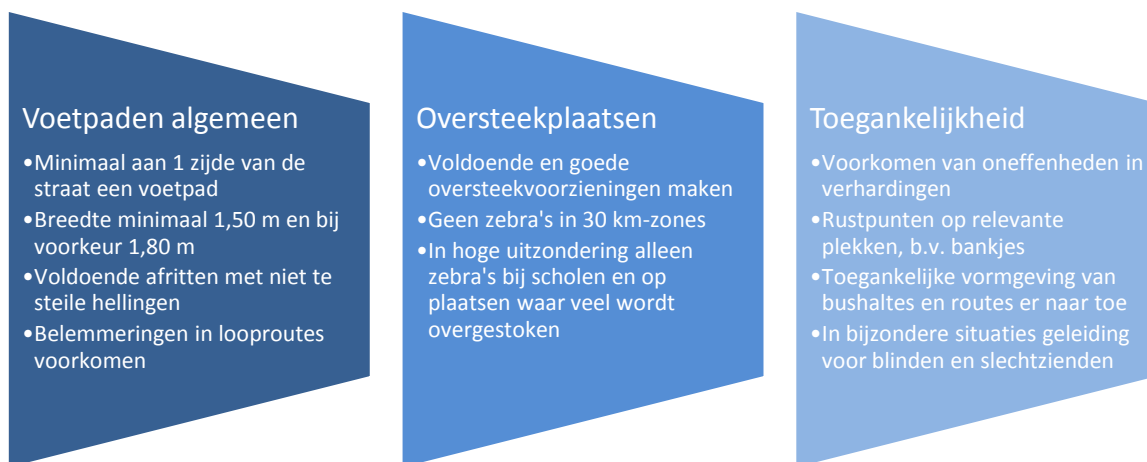 Voetpaden algemeen
•Minimaal aan 1 zijde van de
straat een voetpad
•Breedte minimaal 1,50 m en bij
voorkeur 1,80 m
•Voldoende afritten met niet te
steile hellingen
•Belemmeringen in looproutes
voorkomen
Oversteekplaatsen
•Voldoende en goede
oversteekvoorzieningen maken
•Geen zebra's in 30 km-zones
•In hoge uitzondering alleen
zebra's bij scholen en op
plaatsen waar veel wordt
overgestoken
Toegankelijkheid
•Voorkomen van oneffenheden in
verhardingen
•Rustpunten op relevante
plekken, b.v. bankjes
•Toegankelijke vormgeving van
bushaltes en routes er naar toe
•In bijzondere situaties geleiding
voor blinden en slechtzienden